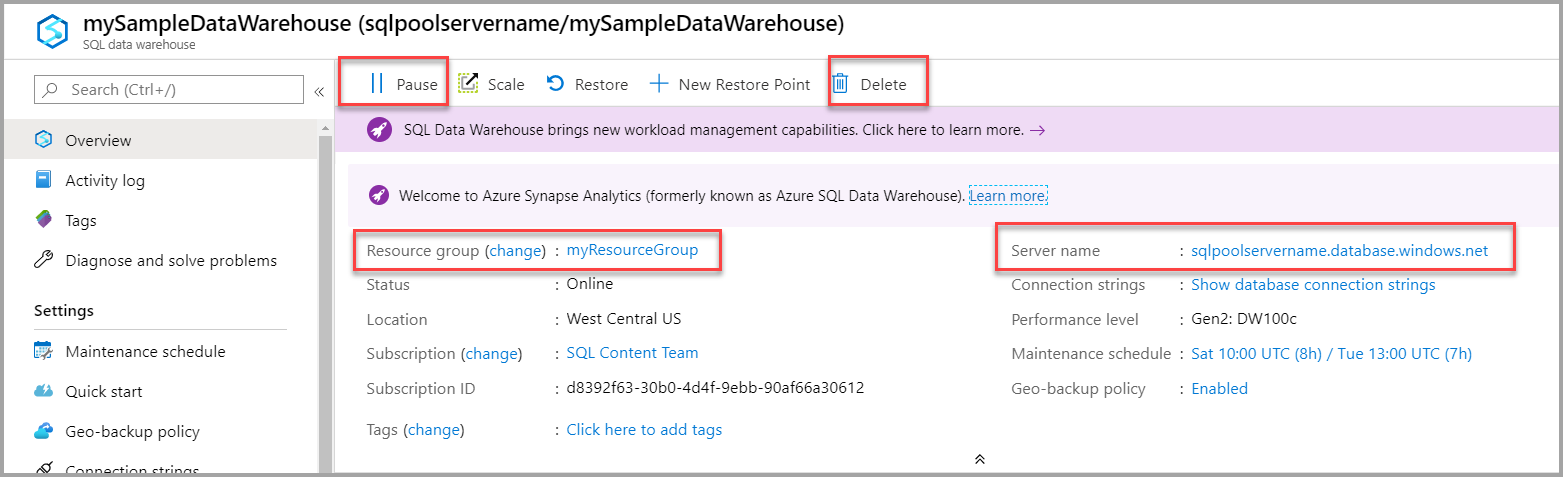 mySampleDataWarehouse (sqlpoolservername/mySampleDataWarehouse)
SQL data warehouse
Search (Ctrl+/)
«
Pause
Scale
Restore
New Restore Point
Delete
SQL Data Warehouse brings new workload management capabilities. Click here to learn more. →
Welcome to Azure Synapse Analytics (formerly known as Azure SQL Data Warehouse). Learn more.
Overview
Activity log
Tags
Diagnose and solve problems
Settings
Maintenance schedule
Quick start
Geo-backup policy
Connection strings
Resource group (change) : myResourceGroup
Status : Online
Location : West Central US
Subscription (change) : SQL Content Team
Subscription ID : d8392f63-30b0-4d4f-9ebb-90af66a30612
Tags (change) : Click here to add tags
Server name : sqlpoolservername.database.windows.net
Connection strings : Show database connection strings
Performance level : Gen2: DW100c
Maintenance schedule : Sat 10:00 UTC (8h) / Tue 13:00 UTC (7h)
Geo-backup policy : Enabled